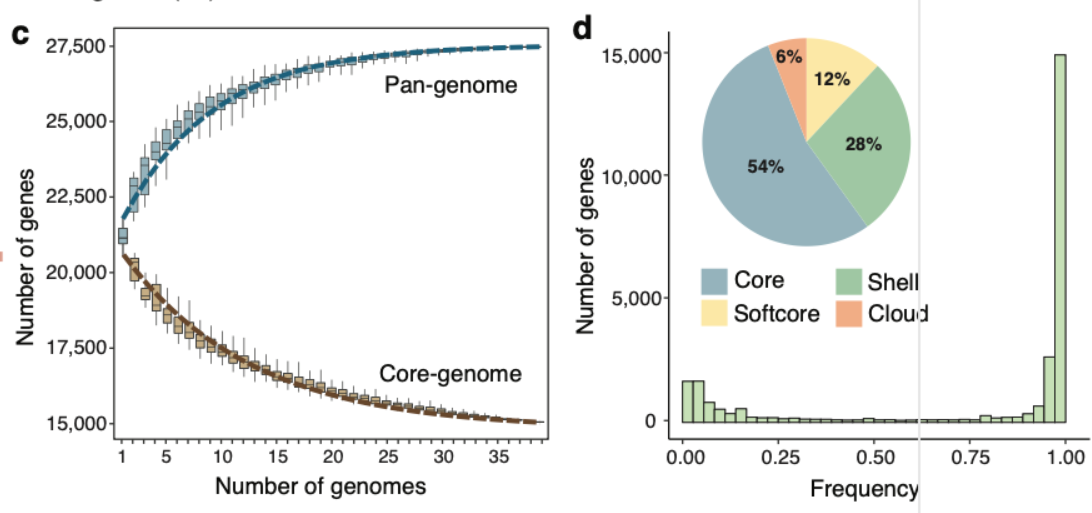 c
27,500
25,000
22,500
20,000
17,500
15,000
Number of genes
Pan-genome
Core-genome
1 5 10 15 20 25 30 35
Number of genomes
d
15,000
10,000
5,000
0
Number of genes
6%
12%
28%
54%
Core
Shell
Softcore
Cloud
0.00 0.25 0.50 0.75 1.00
Frequency